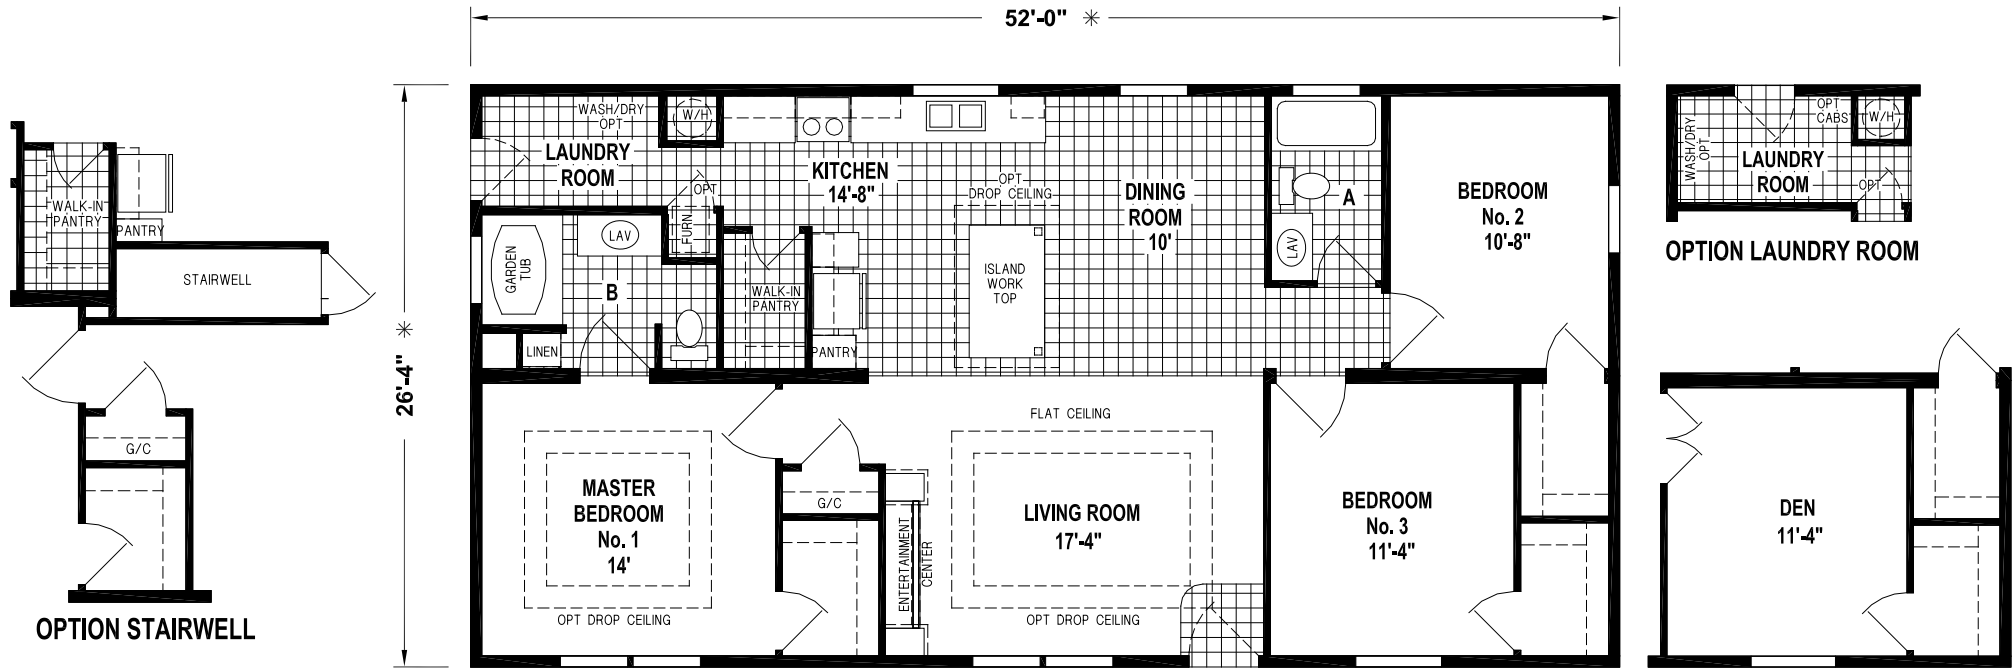 52'-0" ✳
26'-4" ✳
WALK-IN
PANTRY
PANTRY
STAIRWELL
G/C
OPTION STAIRWELL
WASH/DRY
OPT
W/H
LAUNDRY
ROOM
OPT
FURN
GARDEN
TUB
LAV
B
LINEN
KITCHEN
14'-8"
WALK-IN
PANTRY
PANTRY
OPT
DROP CEILING
ISLAND
WORK
TOP
DINING
ROOM
10'
A
LAV
BEDROOM
No. 2
10'-8"
MASTER
BEDROOM
No. 1
14'
OPT DROP CEILING
G/C
ENTERTAINMENT
CENTER
FLAT CEILING
LIVING ROOM
17'-4"
OPT DROP CEILING
BEDROOM
No. 3
11'-4"
WASH/DRY
OPT
OPT
CABS
W/H
LAUNDRY
ROOM
OPT
OPTION LAUNDRY ROOM
DEN
11'-4"